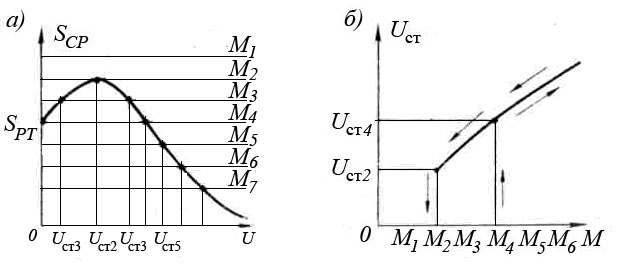 а)
S_CP
M_1
M_2
M_3
M_4
M_5
M_6
M_7
S_PT
0 U_ст3 U_ст2 U_ст3 U_ст5 U
б)
U_ст
U_ст4
U_ст2
0 M_1 M_2 M_3 M_4 M_5 M_6 M